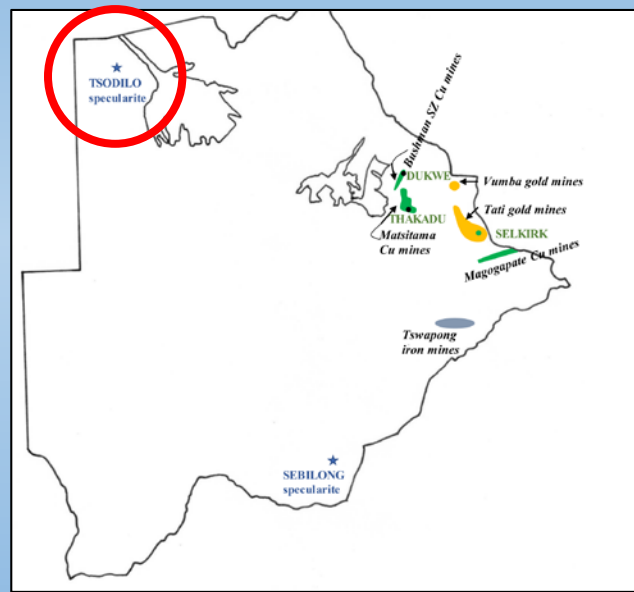 TSODILO
specularite
Bushman SZ Cu mines
DUKWE
Vumba gold mines
Tati gold mines
THAKADU
SELKIRK
Matsitama
Cu mines
Magogapate Cu mines
Tswapong
iron mines
SEBILONG
specularite